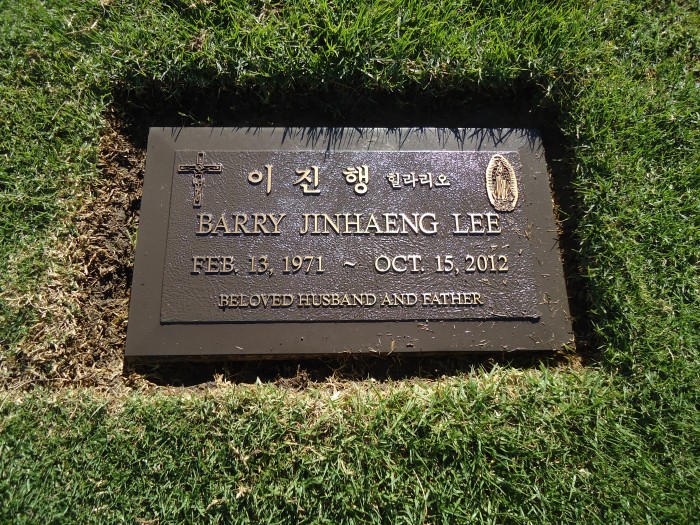 이 진 행 힐라리오
BARRY JINHAENG LEE
FEB. 13, 1971 ~ OCT. 15, 2012
BELOVED HUSBAND AND FATHER